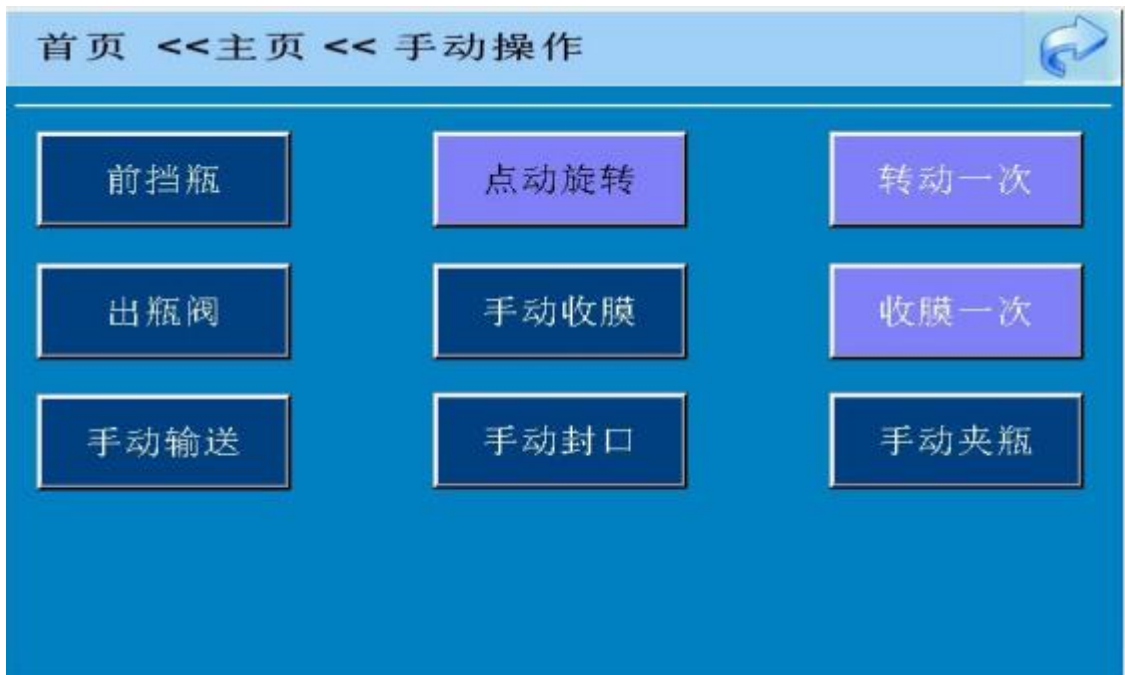 首页 <<主页 << 手动操作
前挡瓶 点动旋转 转动一次
出瓶阀 手动收膜 收膜一次
手动输送 手动封口 手动夹瓶